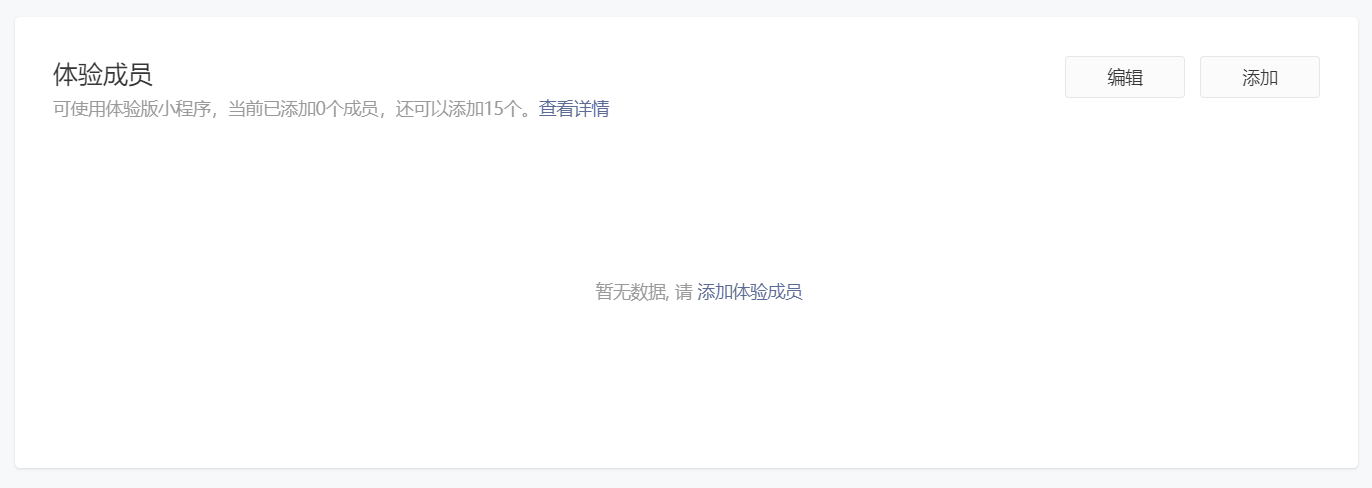 体验成员
编辑
添加
可使用体验版小程序，当前已添加0个成员，还可以添加15个。查看详情
暂无数据, 请 添加体验成员